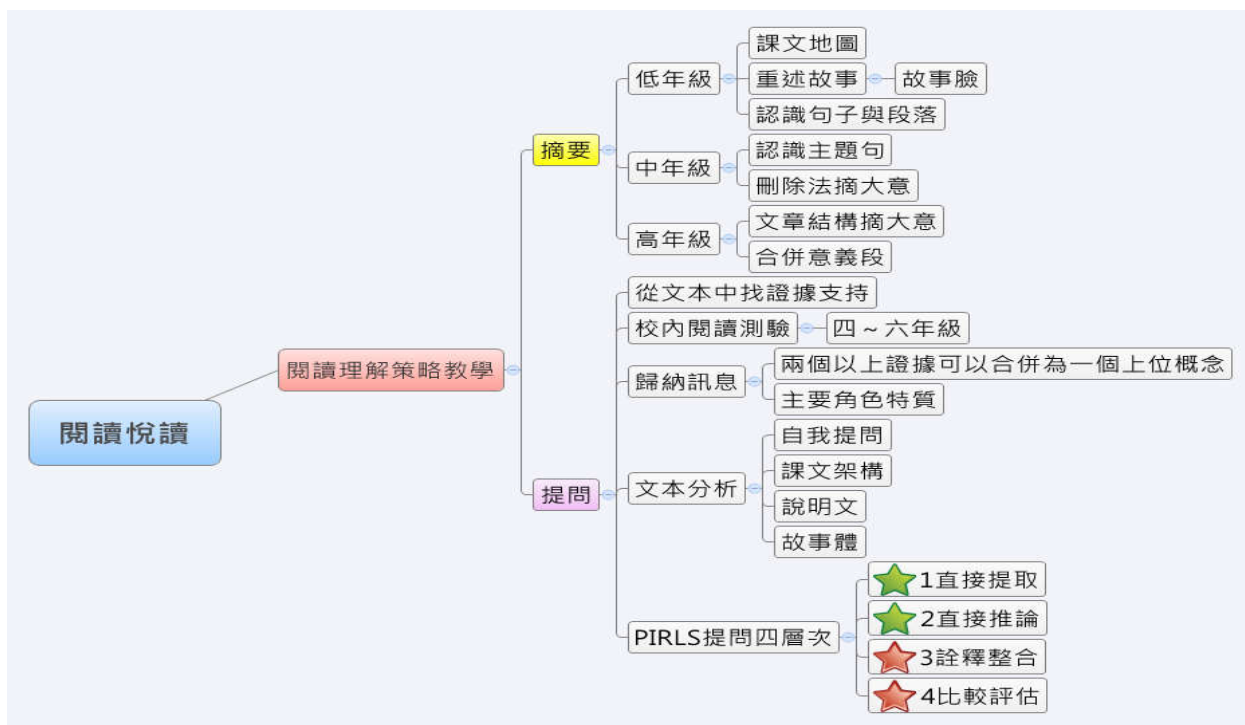 閱讀悅讀
閱讀理解策略教學
摘要
低年級
課文地圖
重述故事
故事臉
認識句子與段落
中年級
認識主題句
刪除法摘大意
高年級
文章結構摘大意
合併意義段
提問
從文本中找證據支持
校內閱讀測驗
四～六年級
歸納訊息
兩個以上證據可以合併為一個上位概念
主要角色特質
文本分析
自我提問
課文架構
說明文
故事體
PIRLS提問四層次
1直接提取
2直接推論
3詮釋整合
4比較評估